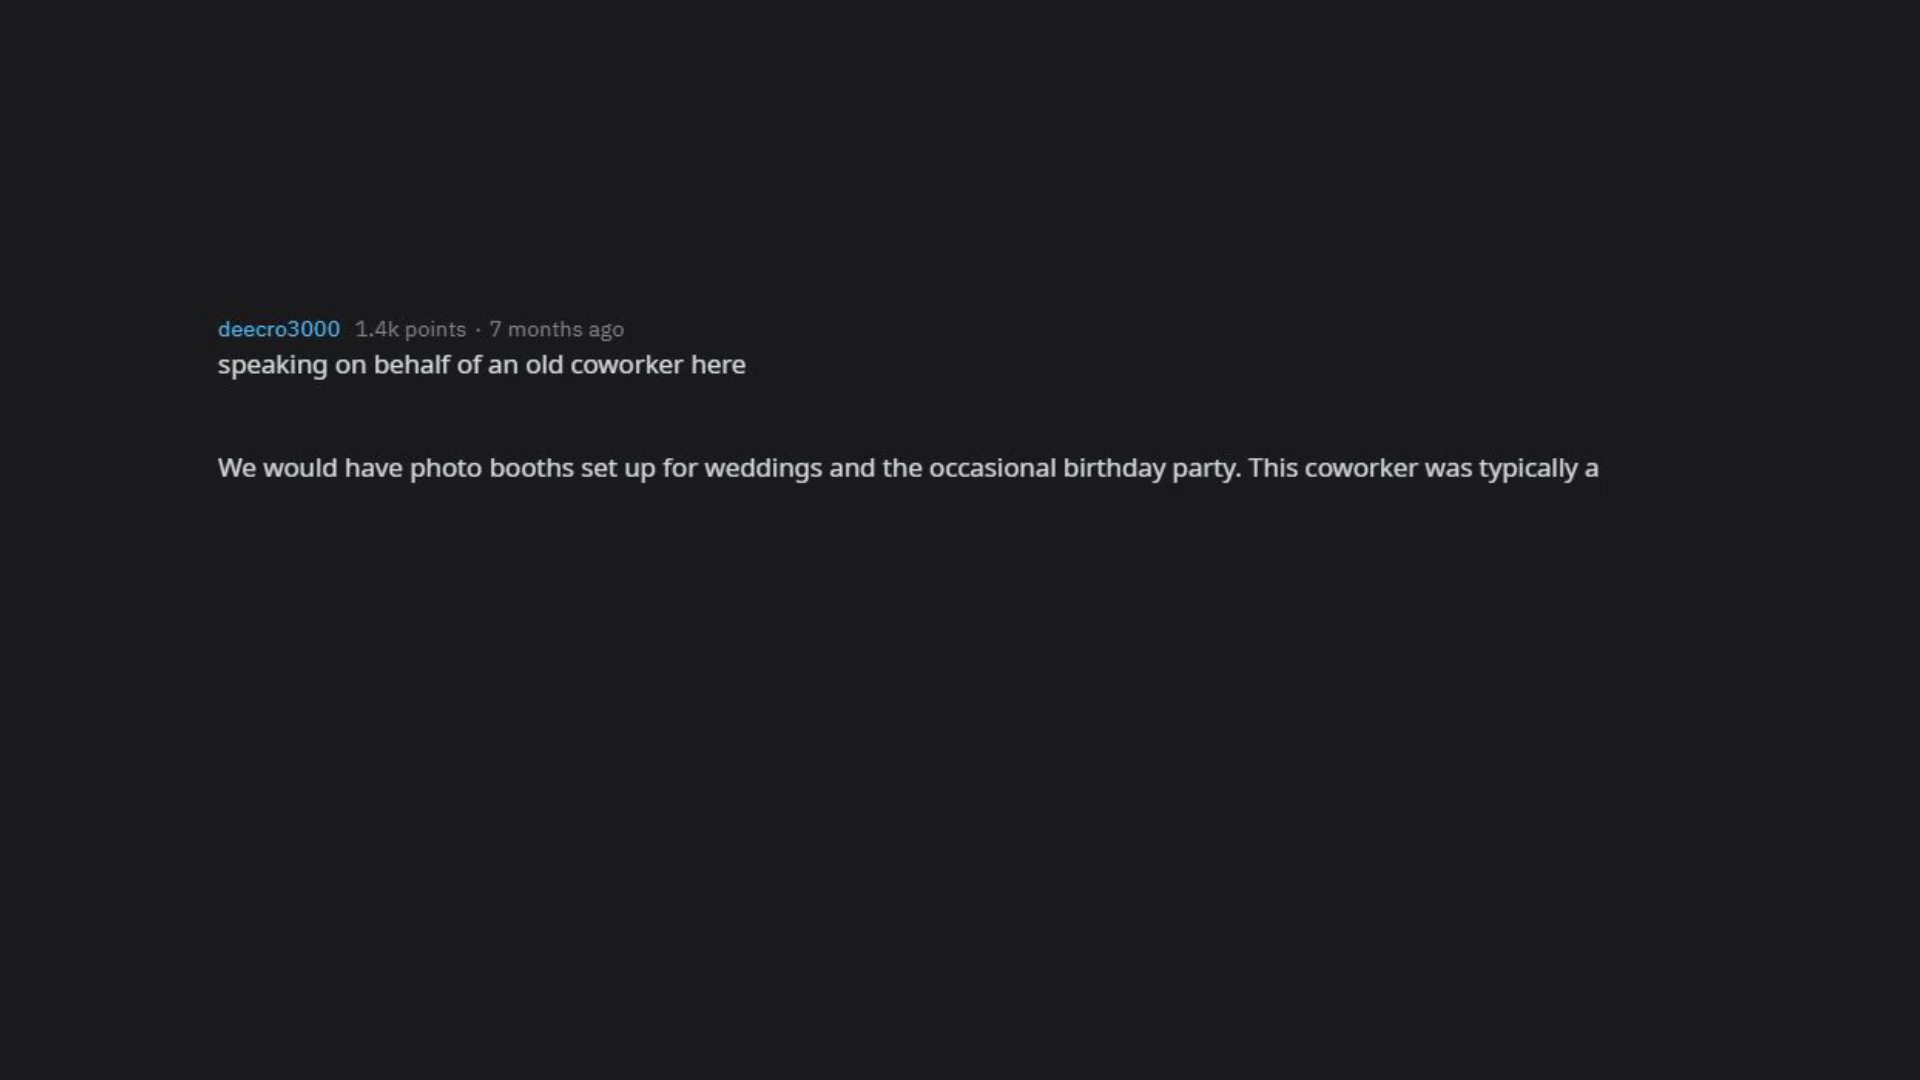 deecro3000 1.4k points · 7 months ago
speaking on behalf of an old coworker here
We would have photo booths set up for weddings and the occasional birthday party. This coworker was typically a